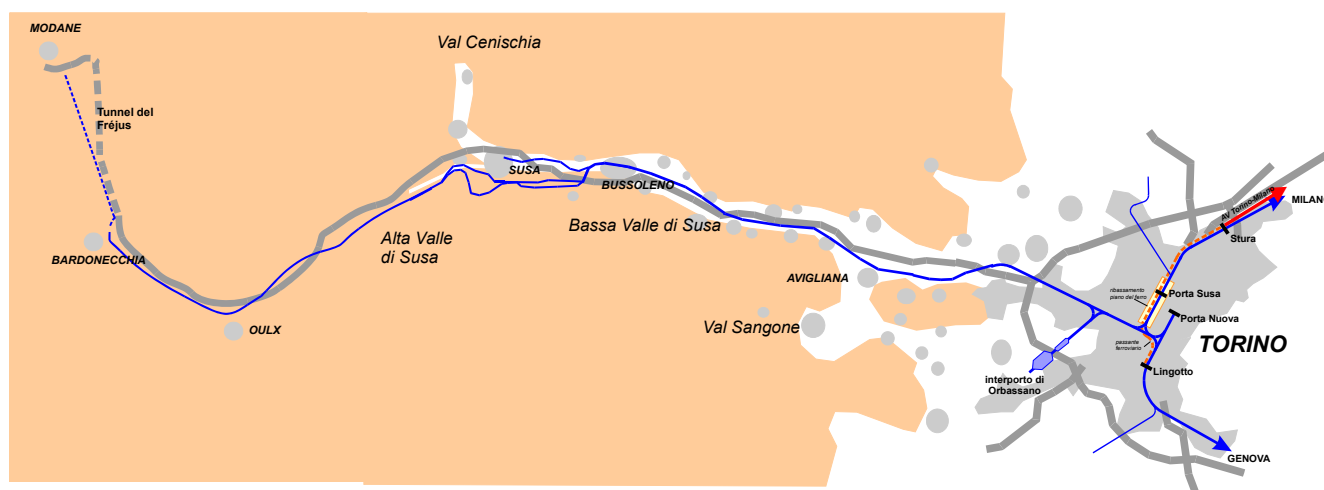 MODANE
Val Cenischia
Tunnel del
Fréjus
SUSA
BUSSOLENO
AV Torino-Milano
MILANO
Stura
Bassa Valle di Susa
Alta Valle
di Susa
BARDONECCHIA
AVIGLIANA
ribassamento
piano del ferro
Porta Susa
Porta Nuova
OULX
Val Sangone
TORINO
passante
ferroviario
Lingotto
interporto di
Orbassano
GENOVA